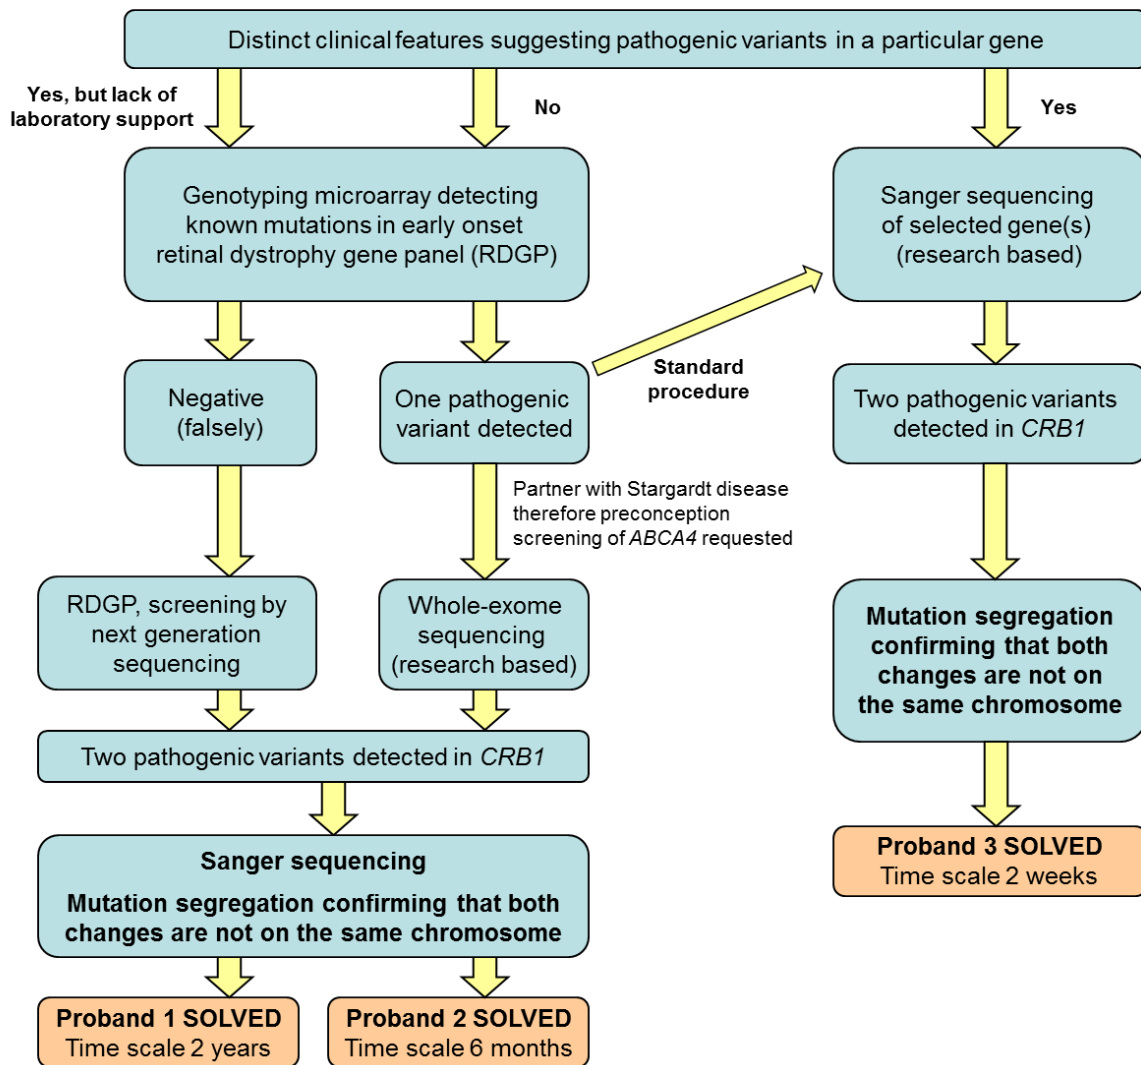 Distinct clinical features suggesting pathogenic variants in a particular gene
Yes, but lack of
laboratory support
No
Yes
Genotyping microarray detecting
known mutations in early onset
retinal dystrophy gene panel (RDGP)
Sanger sequencing
of selected gene(s)
(research based)
Standard
procedure
Negative
(falsely)
One pathogenic
variant detected
Two pathogenic variants
detected in CRB1
Partner with Stargardt disease
therefore preconception
screening of ABCA4 requested
RDGP, screening by
next generation
sequencing
Whole-exome
sequencing
(research based)
Mutation segregation
confirming that both
changes are not on
the same chromosome
Two pathogenic variants detected in CRB1
Sanger sequencing
Mutation segregation confirming that both
changes are not on the same chromosome
Proband 3 SOLVED
Time scale 2 weeks
Proband 1 SOLVED
Time scale 2 years
Proband 2 SOLVED
Time scale 6 months